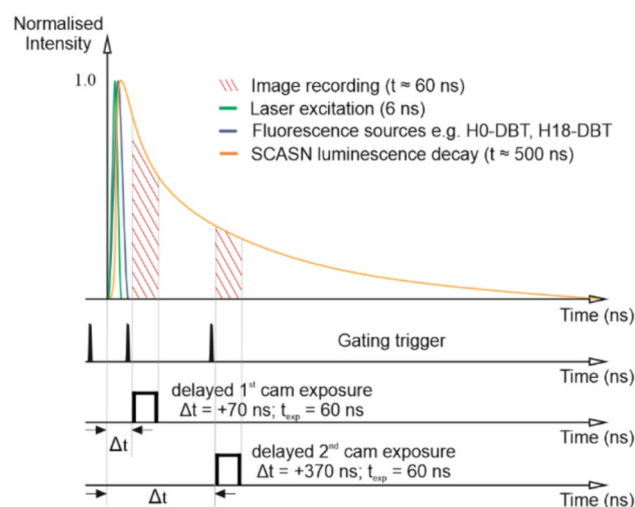 Normalised
Intensity
1.0
Image recording (t ≈ 60 ns)
Laser excitation (6 ns)
Fluorescence sources e.g. H0-DBT, H18-DBT
SCASN luminescence decay (t ≈ 500 ns)
Time (ns)
Gating trigger
Time (ns)
delayed 1st cam exposure
Δt = +70 ns; texp = 60 ns
Δt
Time (ns)
delayed 2nd cam exposure
Δt = +370 ns; texp = 60 ns
Δt
Time (ns)